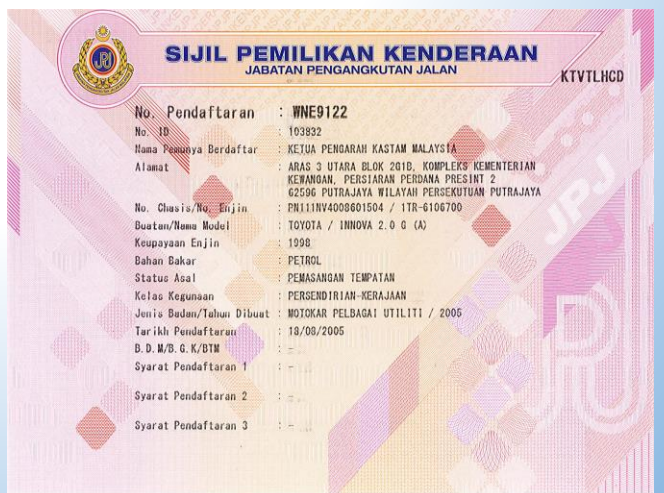 SIJIL PEMILIKAN KENDERAAN
JABATAN PENGANGKUTAN JALAN
KTVTLHCD
No. Pendaftaran : WNE9122
No. ID : 103832
Nama Pemunya Berdaftar : KETUA PENGARAH KASTAM MALAYSIA
Alamat : ARAS 3 UTARA BLOK 2G1B, KOMPLEKS KEMENTERIAN
KEWANGAN, PERSIARAN PERDANA PRESINT 2
62596 PUTRAJAYA WILAYAH PERSEKUTUAN PUTRAJAYA
No. Chasis/No. Enjin : PN111NV4008601504 / 1TR-6106700
Buatan/Nama Model : TOYOTA / INNOVA 2.0 G (A)
Keupayaan Enjin : 1998
Bahan Bakar : PETROL
Status Asal : PEMASANGAN TEMPATAN
Kelas Kegunaan : PERSENDIRIAN-KERAJAAN
Jenis Badan/Tahun Dibuat : MOTOKAR PELBAGAI UTILITI / 2005
Tarikh Pendaftaran : 18/08/2005
B.D.M/B.G.K/BTM : -
Syarat Pendaftaran 1 : -
Syarat Pendaftaran 2 : -
Syarat Pendaftaran 3 : -
JPJ